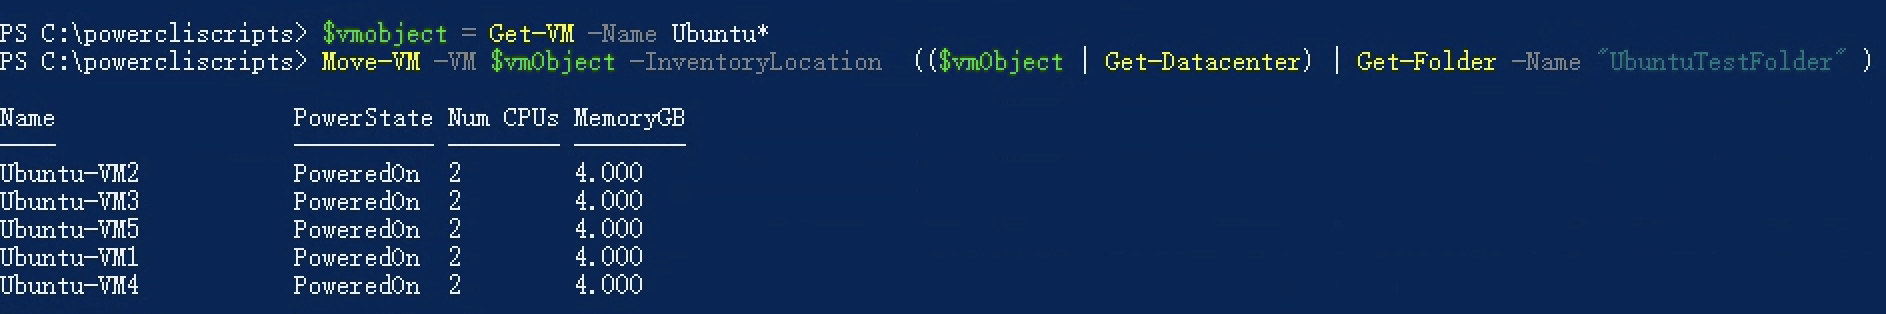 PS C:\powercliscripts> $vmobject = Get-VM -Name Ubuntu*
PS C:\powercliscripts> Move-VM -VM $vmObject -InventoryLocation  (($vmObject | Get-Datacenter) | Get-Folder -Name "UbuntuTestFolder" )
Name PowerState Num CPUs MemoryGB
---- ---------- -------- --------
Ubuntu-VM2 PoweredOn 2 4.000
Ubuntu-VM3 PoweredOn 2 4.000
Ubuntu-VM5 PoweredOn 2 4.000
Ubuntu-VM1 PoweredOn 2 4.000
Ubuntu-VM4 PoweredOn 2 4.000